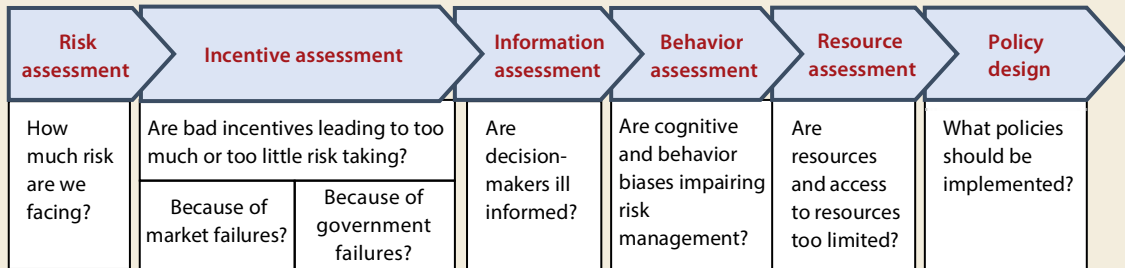 Risk
assessment
Incentive assessment
Information
assessment
Behavior
assessment
Resource
assessment
Policy
design
How
much risk
are we
facing?
Are bad incentives leading to too
much or too little risk taking?
Because of
market failures?
Because of
government
failures?
Are
decision-
makers ill
informed?
Are cognitive
and behavior
biases impairing
risk
management?
Are
resources
and access
to resources
too limited?
What policies
should be
implemented?